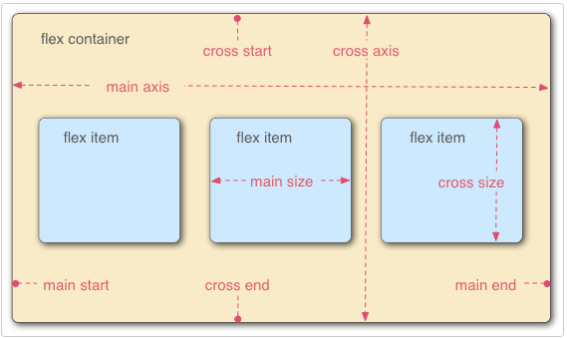 flex container
cross start
cross axis
main axis
flex item
flex item
flex item
main size
cross size
main start
cross end
main end